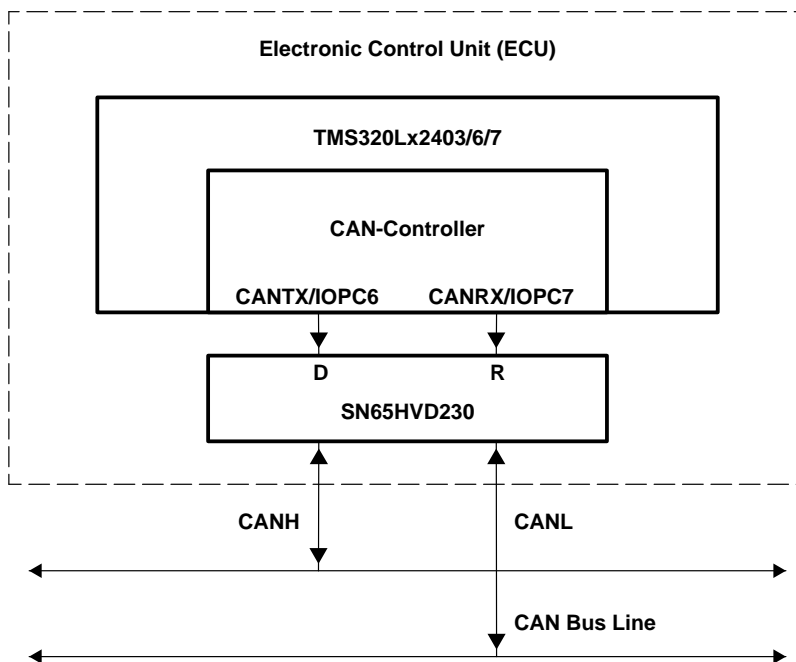 Electronic Control Unit (ECU)
TMS320Lx2403/6/7
CAN-Controller
CANTX/IOPC6 CANRX/IOPC7
D R
SN65HVD230
CANH CANL
CAN Bus Line